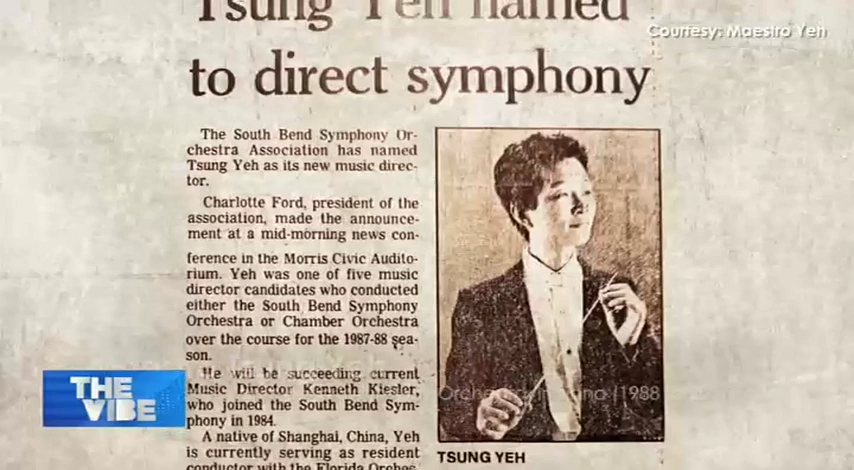 Tsung Yeh named
to direct symphony
Courtesy: Maestro Yeh
The South Bend Symphony Or-
chestra Association has named
Tsung Yeh as its new music direc-
tor.
Charlotte Ford, president of the
association, made the announce-
ment at a mid-morning news con-
ference in the Morris Civic Audito-
rium. Yeh was one of five music
director candidates who conducted
either the South Bend Symphony
Orchestra or Chamber Orchestra
over the course for the 1987-88 sea-
son.
He will be succeeding current
Music Director Kenneth Kiesler,
who joined the South Bend Sym-
phony in 1984.
A native of Shanghai, China, Yeh
is currently serving as resident
conductor with the Florida Orches-
TSUNG YEH
1988
THE
VIBE